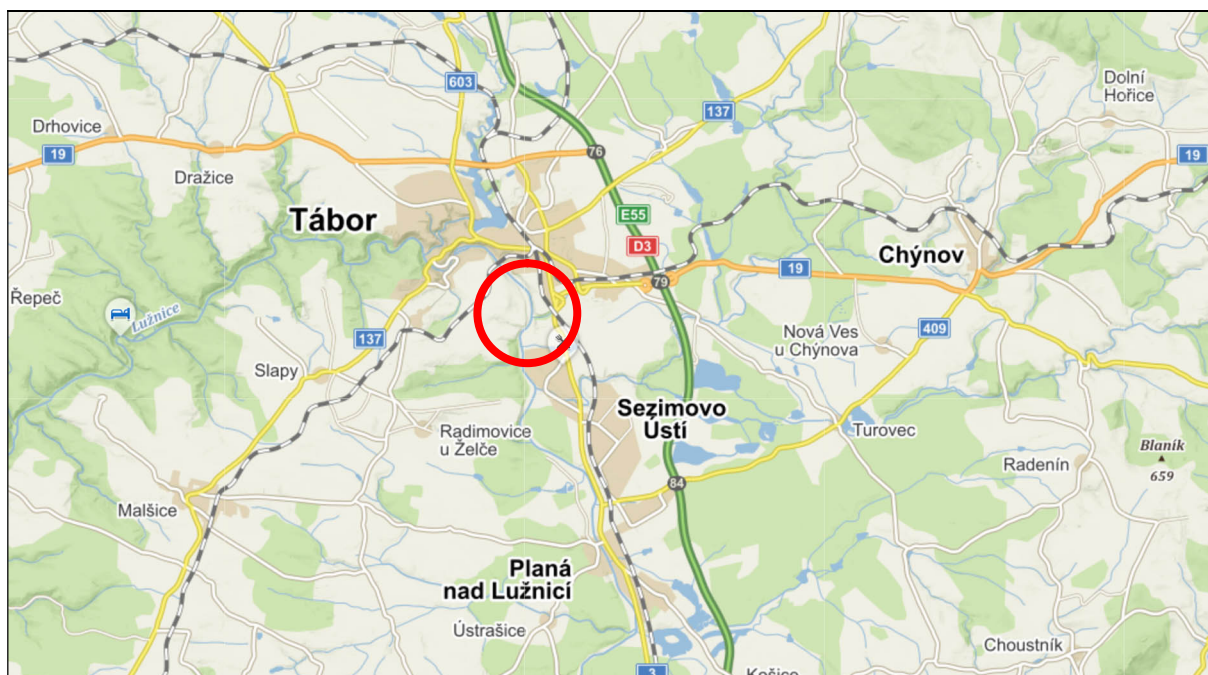 603
137
Dolní
Hořice
Drhovice
19
76
19
Dražice
Tábor
E55
D3
Chýnov
19
79
Řepeč
Lužnice
137
Nová Ves
u Chýnova
409
Slapy
Sezimovo
Ústí
Radimovice
u Želče
Turovec
Blaník
659
Radenín
84
Malšice
Planá
nad Lužnicí
Ústrašice
Choustník
3
Košice